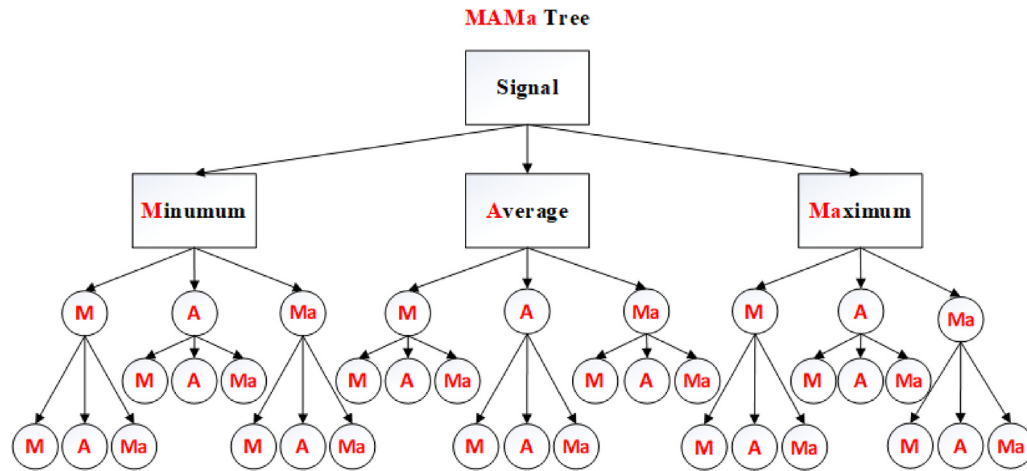 MAMa Tree
Signal
Minumum Average Maximum
M A Ma M A Ma M A Ma
M A Ma M A Ma M A Ma M A Ma
M A Ma M A Ma M A Ma M A Ma M A Ma